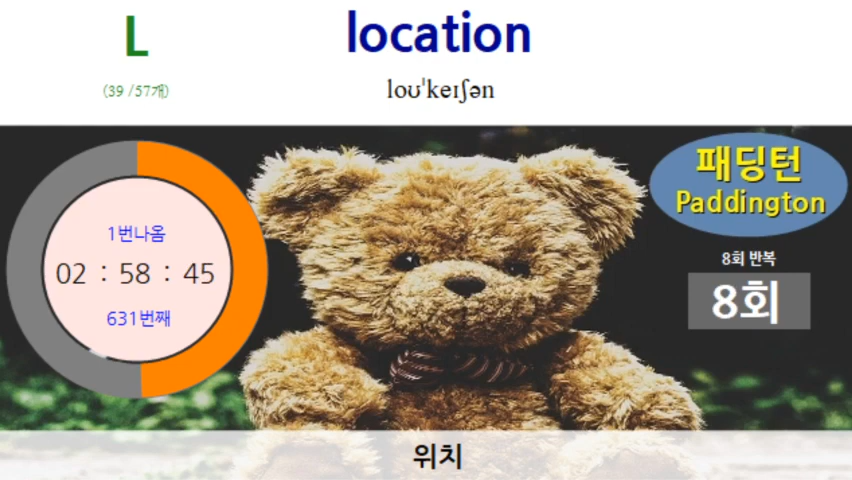 L
location
(39 /57개)
loʊˈkeɪʃən
패딩턴
Paddington
1번나옴
02 : 58 : 45
631번째
8회 반복
8회
위치